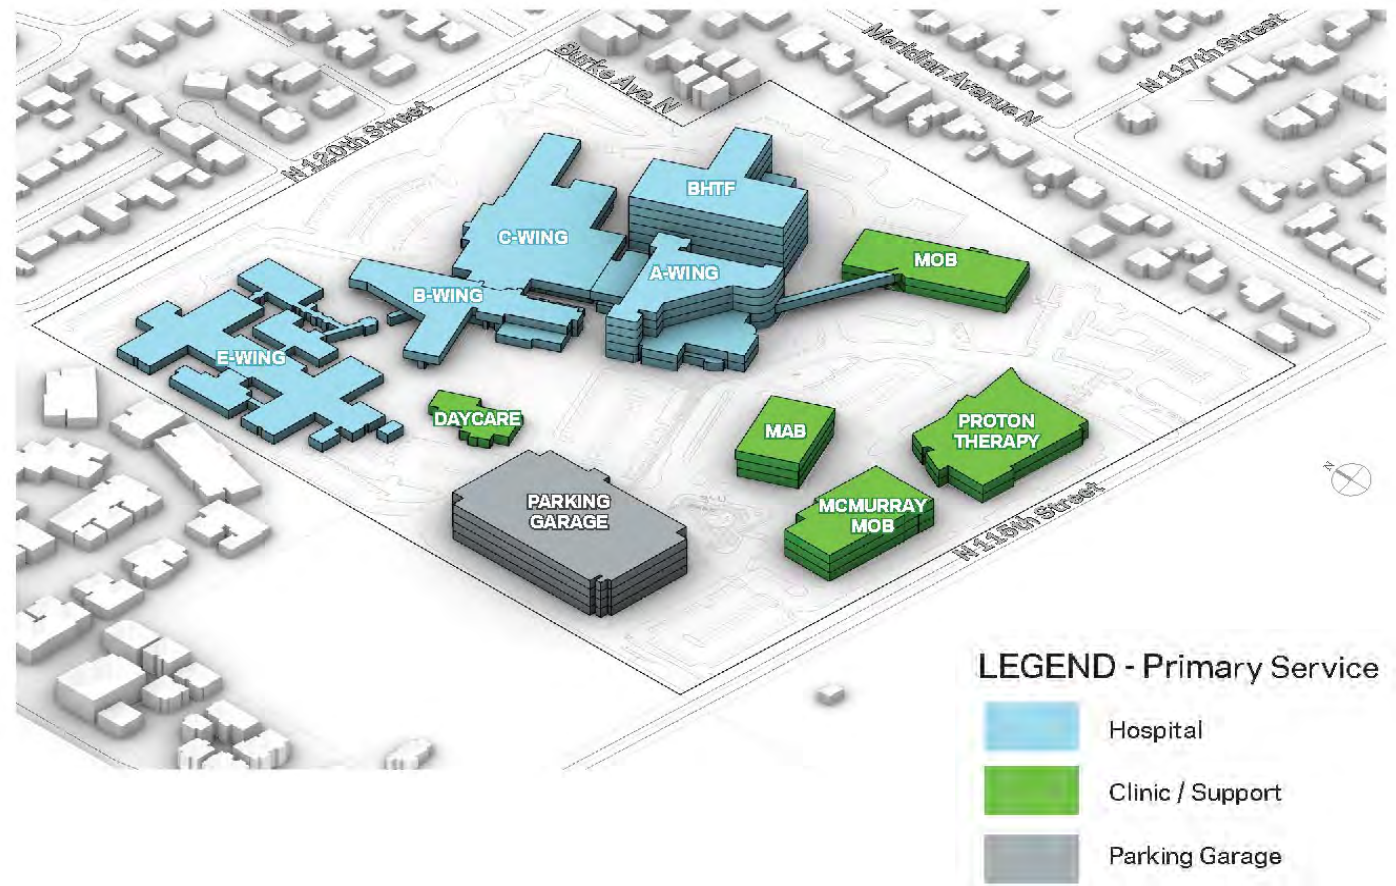 Burke Ave. N
Meridian Avenue N
N 117th Street
N 120th Street
BHTF
C-WING
A-WING
MOB
B-WING
E-WING
DAYCARE
MAB
PROTON
THERAPY
PARKING
GARAGE
MCMURRAY
MOB
N
N 115th Street
LEGEND - Primary Service
Hospital
Clinic / Support
Parking Garage